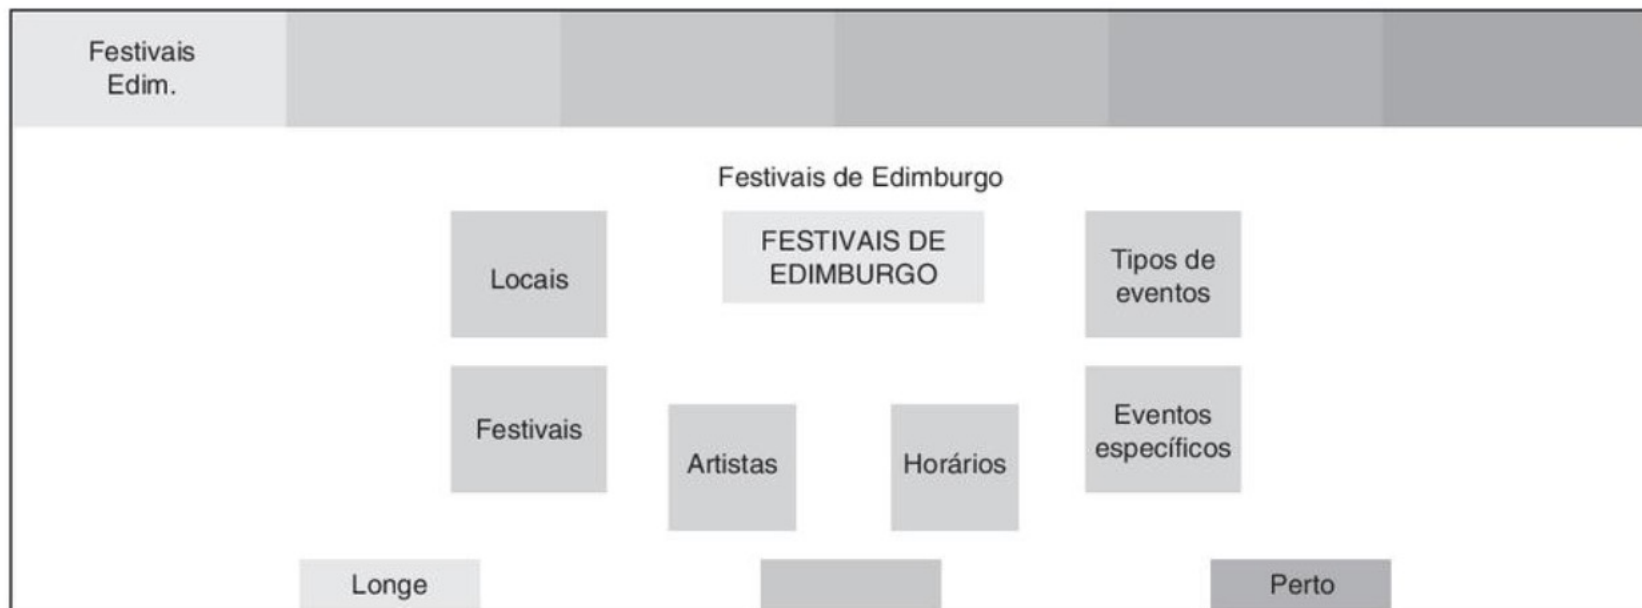 Festivais
Edim.
Festivais de Edimburgo
Locais
FESTIVAIS DE
EDIMBURGO
Tipos de
eventos
Festivais
Artistas
Horários
Eventos
específicos
Longe
Perto